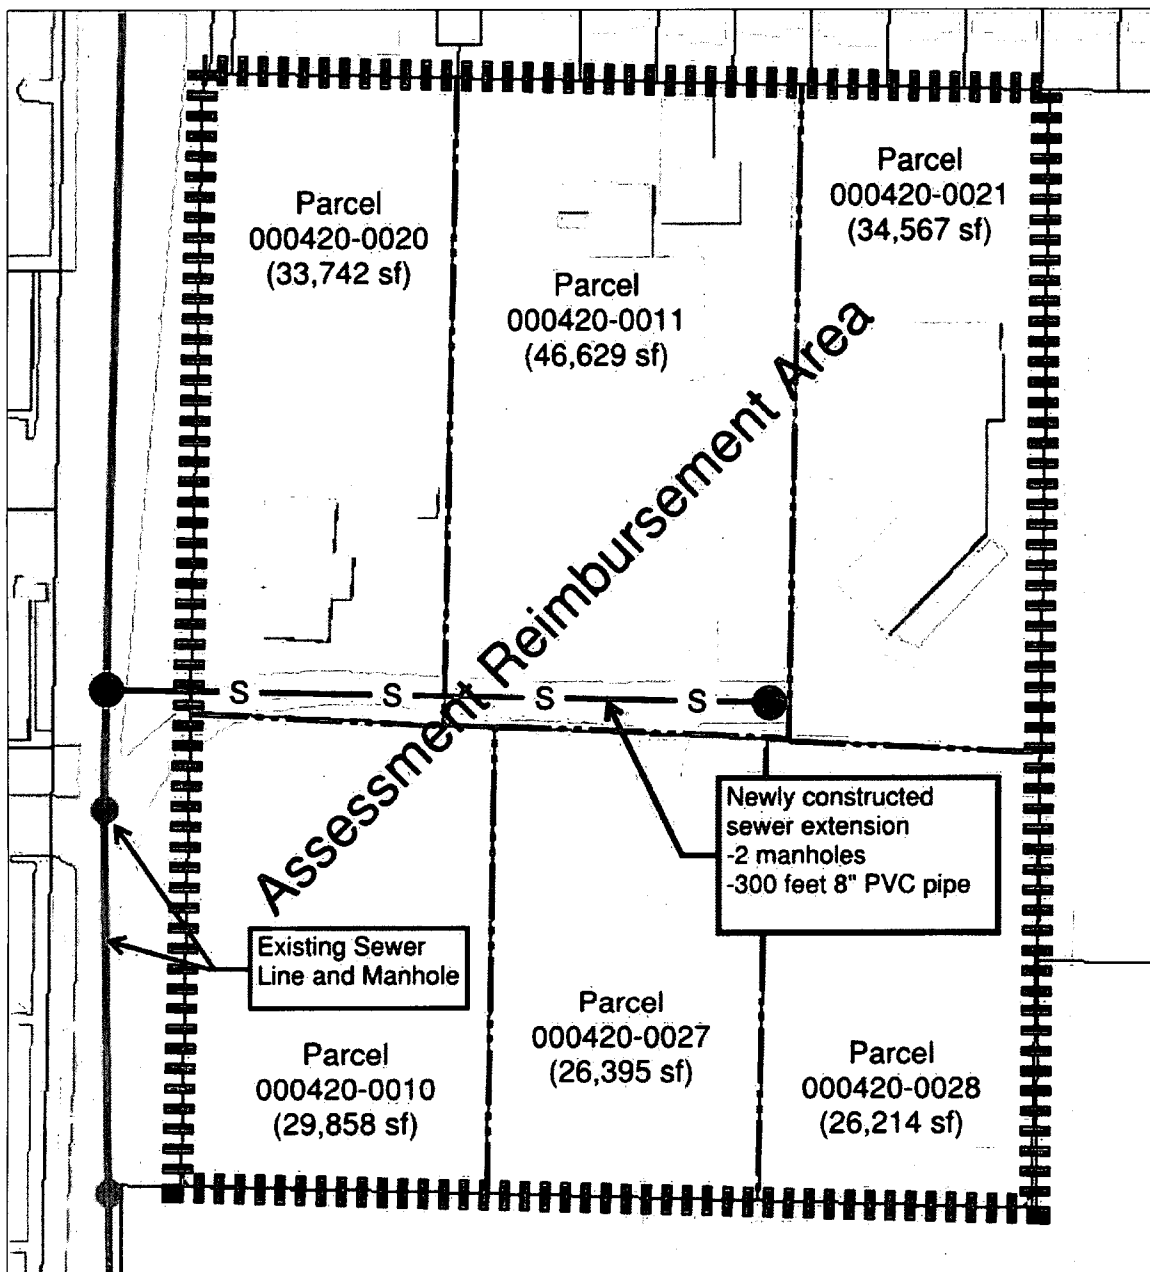 Parcel
000420-0020
(33,742 sf)
Parcel
000420-0011
(46,629 sf)
Parcel
000420-0021
(34,567 sf)
Assessment Reimbursement Area
S S S S
Newly constructed
sewer extension
-2 manholes
-300 feet 8" PVC pipe
Existing Sewer
Line and Manhole
Parcel
000420-0010
(29,858 sf)
Parcel
000420-0027
(26,395 sf)
Parcel
000420-0028
(26,214 sf)